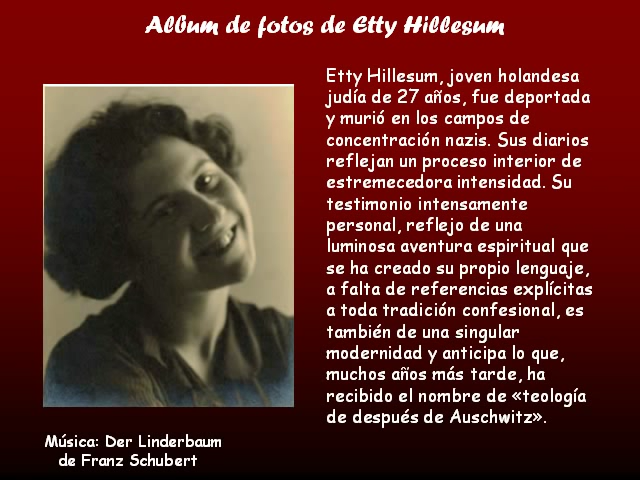 Album de fotos de Etty Hillesum
Etty Hillesum, joven holandesa
judía de 27 años, fue deportada
y murió en los campos de
concentración nazis. Sus diarios
reflejan un proceso interior de
estremecedora intensidad. Su
testimonio intensamente
personal, reflejo de una
luminosa aventura espiritual que
se ha creado su propio lenguaje,
a falta de referencias explícitas
a toda tradición confesional, es
también de una singular
modernidad y anticipa lo que,
muchos años más tarde, ha
recibido el nombre de «teología
de después de Auschwitz».
Música: Der Linderbaum
de Franz Schubert